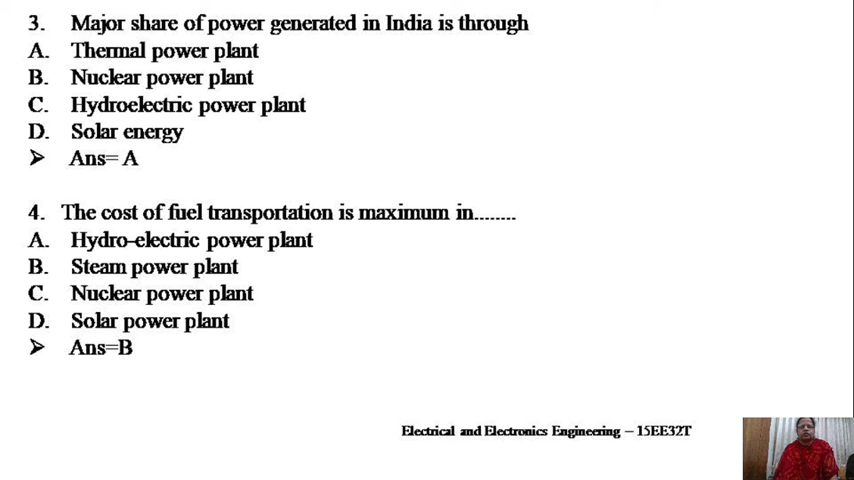 3. Major share of power generated in India is through
A. Thermal power plant
B. Nuclear power plant
C. Hydroelectric power plant
D. Solar energy
➢ Ans= A
4. The cost of fuel transportation is maximum in........
A. Hydro-electric power plant
B. Steam power plant
C. Nuclear power plant
D. Solar power plant
➢ Ans=B
Electrical and Electronics Engineering – 15EE32T